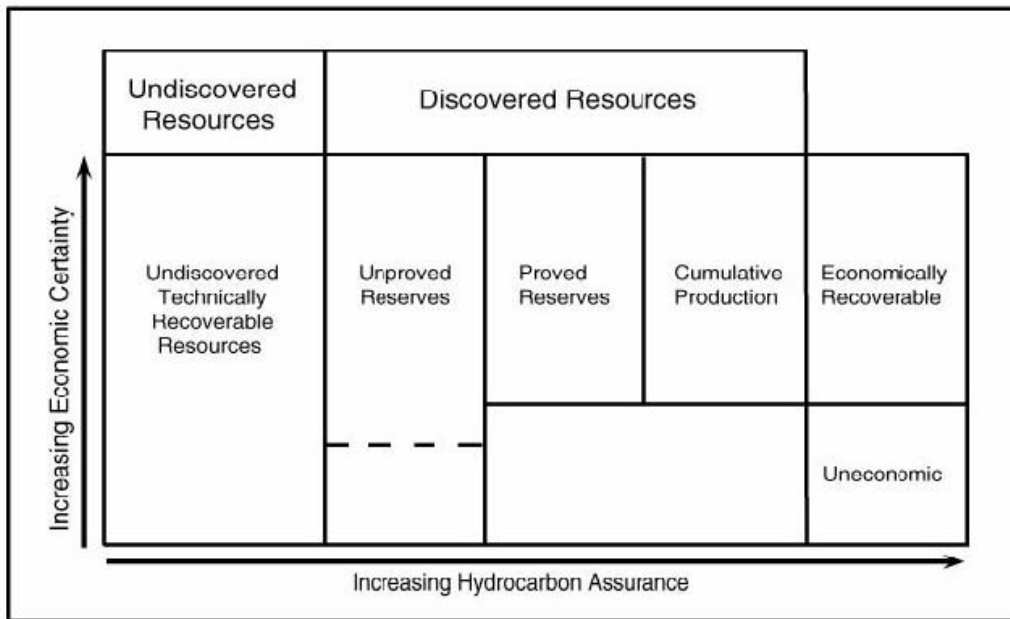 Undiscovered
Resources
Discovered Resources
Increasing Economic Certainty
Undiscovered
Technically
Recoverable
Resources
Unproved
Reserves
Proved
Reserves
Cumulative
Production
Economically
Recoverable
Uneconomic
Increasing Hydrocarbon Assurance